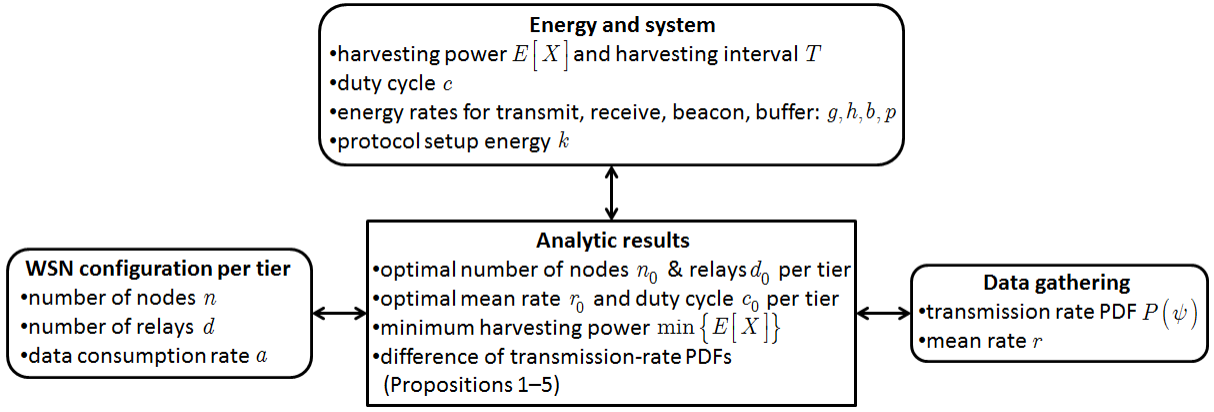 Energy and system
•harvesting power E[X] and harvesting interval T
•duty cycle c
•energy rates for transmit, receive, beacon, buffer: g,h,b,p
•protocol setup energy k
WSN configuration per tier
•number of nodes n
•number of relays d
•data consumption rate a
Analytic results
•optimal number of nodes n₀ & relays d₀ per tier
•optimal mean rate r₀ and duty cycle c₀ per tier
•minimum harvesting power min{E[X]}
•difference of transmission-rate PDFs
(Propositions 1–5)
Data gathering
•transmission rate PDF P(ψ)
•mean rate r